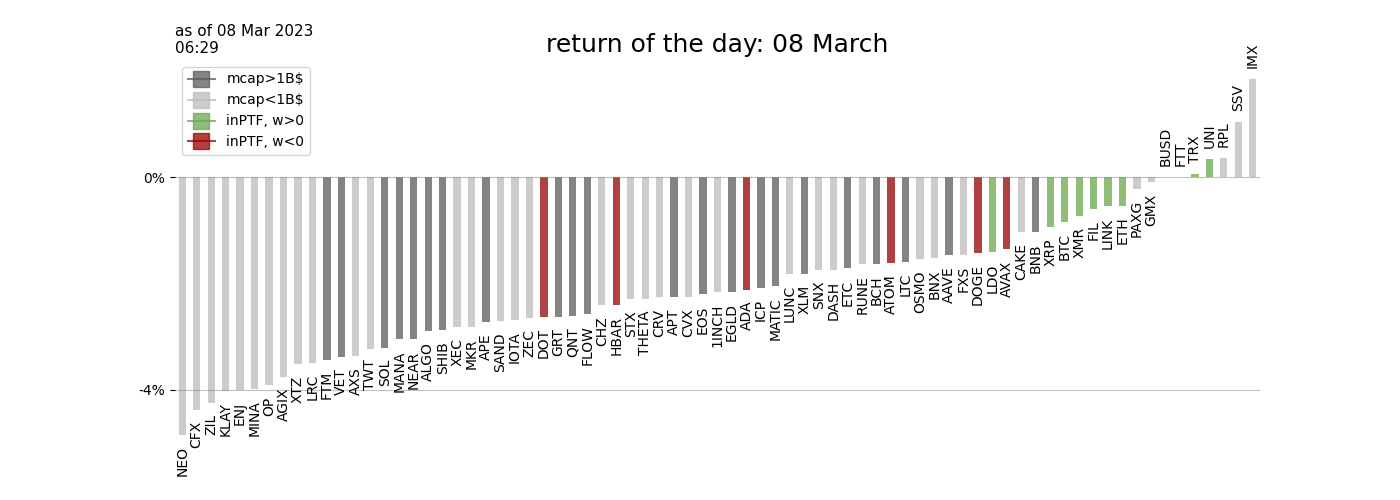 as of 08 Mar 2023
06:29
return of the day: 08 March
mcap>1B$
mcap<1B$
inPTF, w>0
inPTF, w<0
0%
-4%
NEO
CFX
ZIL
KLAY
ENJ
MINA
OP
AGIX
XTZ
LRC
FTM
VET
AXS
TWT
SOL
MANA
NEAR
ALGO
SHIB
XEC
MKR
APE
SAND
IOTA
ZEC
DOT
GRT
QNT
FLOW
CHZ
HBAR
STX
THETA
CRV
APT
CVX
EOS
1INCH
EGLD
ADA
ICP
MATIC
LUNC
XLM
SNX
DASH
ETC
RUNE
BCH
ATOM
LTC
OSMO
BNX
AAVE
FXS
DOGE
LDO
AVAX
CAKE
BNB
XRP
BTC
XMR
FIL
LINK
ETH
PAXG
GMX
BUSD
FTT
TRX
UNI
RPL
SSV
IMX